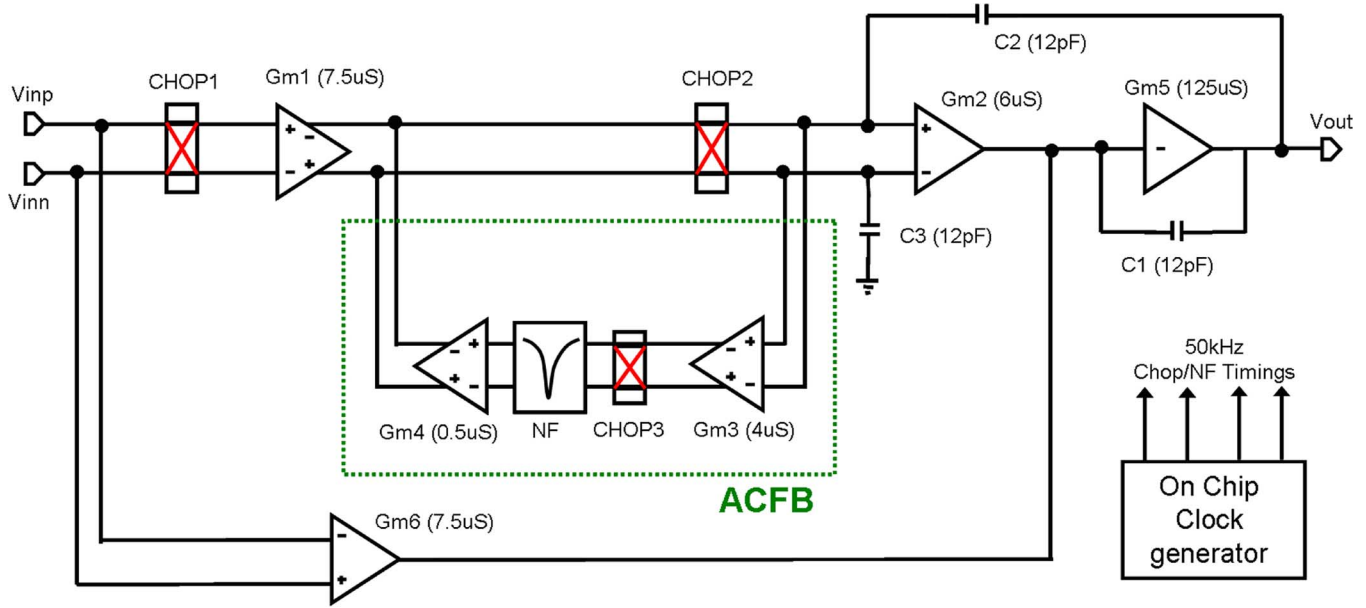 C2 (12pF)
CHOP1
Gm1 (7.5uS)
CHOP2
Gm2 (6uS)
Gm5 (125uS)
Vinp
Vinn
Vout
+
-
-
+
+
-
-
C3 (12pF)
C1 (12pF)
-
+
+
-
-
+
+
-
Gm4 (0.5uS)
NF
CHOP3
Gm3 (4uS)
ACFB
50kHz
Chop/NF Timings
On Chip
Clock
generator
Gm6 (7.5uS)
-
+